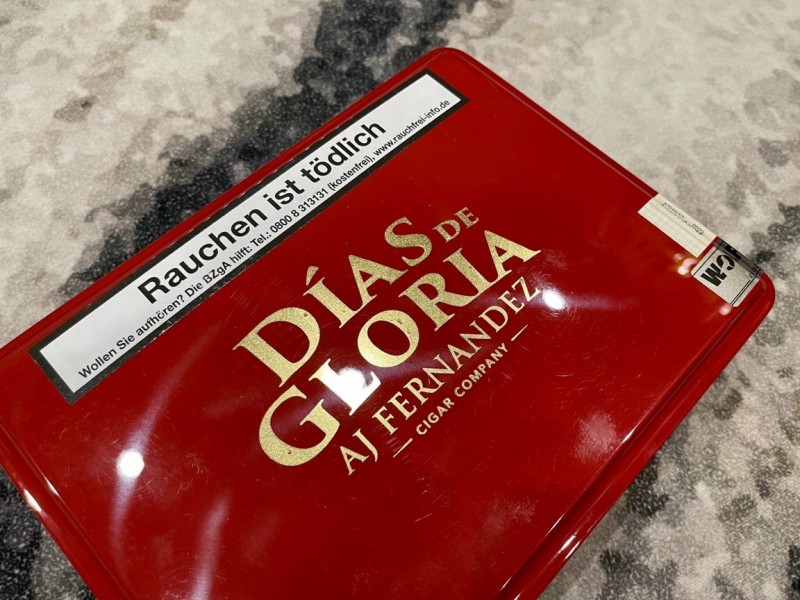 Rauchen ist tödlich
Wollen Sie aufhören? Die BZgA hilft: Tel.: 0800 8 313131 (kostenfrei), www.rauchfrei-info.de
DÍAS DE
GLORIA
AJ FERNANDEZ
CIGAR COMPANY